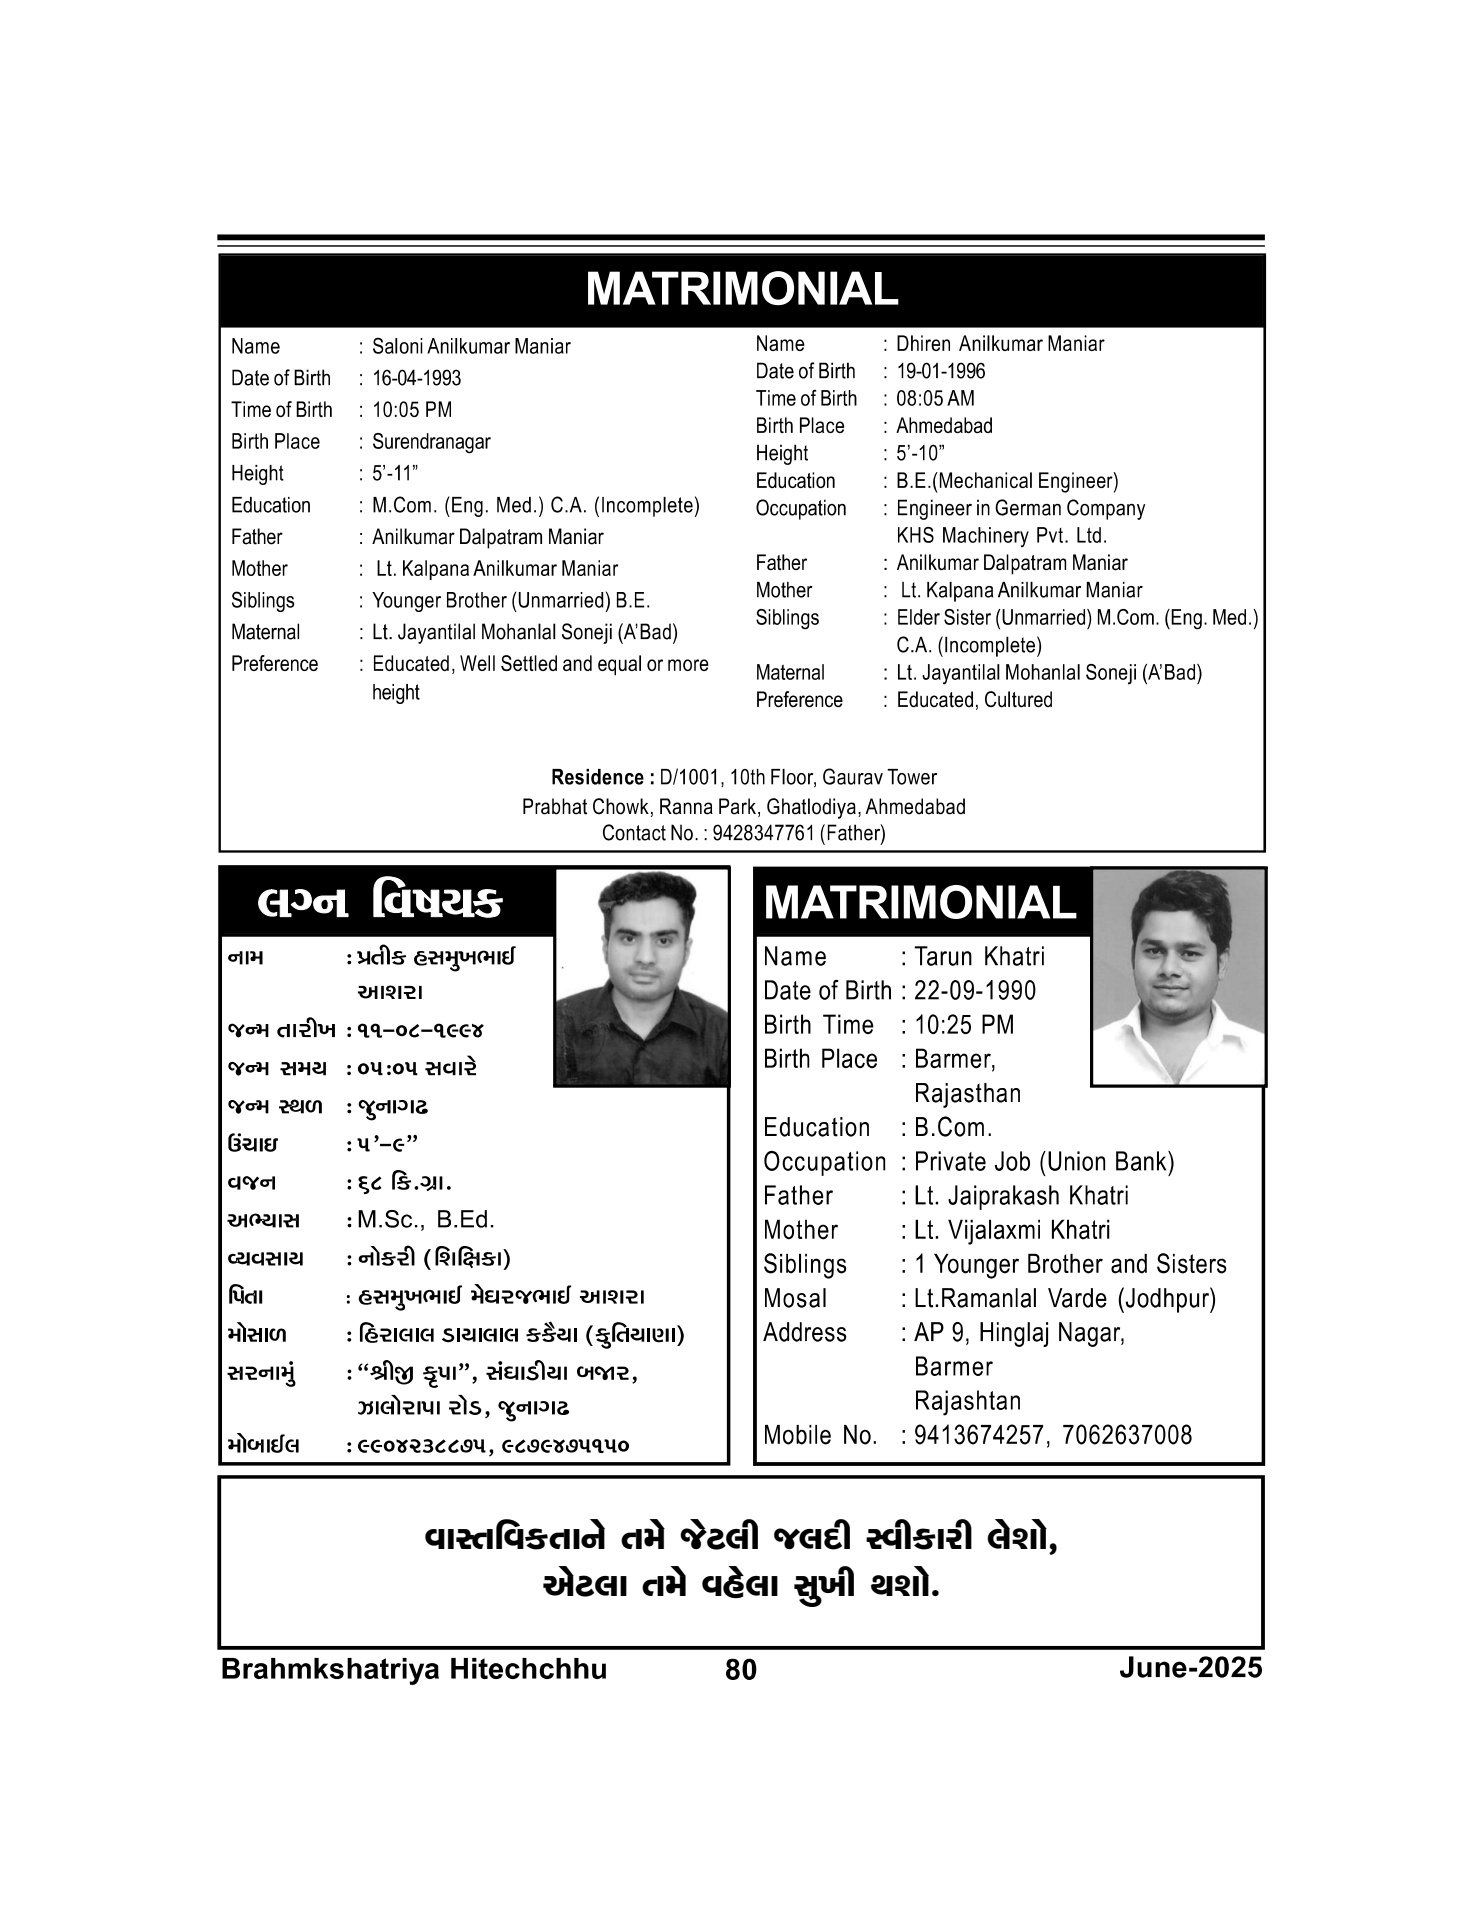 MATRIMONIAL
Name : Saloni Anilkumar Maniar
Date of Birth : 16-04-1993
Time of Birth : 10:05 PM
Birth Place : Surendranagar
Height : 5’-11”
Education : M.Com. (Eng. Med.) C.A. (Incomplete)
Father : Anilkumar Dalpatram Maniar
Mother : Lt. Kalpana Anilkumar Maniar
Siblings : Younger Brother (Unmarried) B.E.
Maternal : Lt. Jayantilal Mohanlal Soneji (A’Bad)
Preference : Educated, Well Settled and equal or more
height
Name : Dhiren Anilkumar Maniar
Date of Birth : 19-01-1996
Time of Birth : 08:05 AM
Birth Place : Ahmedabad
Height : 5’-10”
Education : B.E.(Mechanical Engineer)
Occupation : Engineer in German Company
KHS Machinery Pvt. Ltd.
Father : Anilkumar Dalpatram Maniar
Mother : Lt. Kalpana Anilkumar Maniar
Siblings : Elder Sister (Unmarried) M.Com. (Eng. Med.)
C.A. (Incomplete)
Maternal : Lt. Jayantilal Mohanlal Soneji (A’Bad)
Preference : Educated, Cultured
Residence : D/1001, 10th Floor, Gaurav Tower
Prabhat Chowk, Ranna Park, Ghatlodiya, Ahmedabad
Contact No. : 9428347761 (Father)
લગ્ન વિષયક
નામ : પ્રતીક હસમુખભાઈ
આશરા
જન્મ તારીખ : ૧૧-૦૮-૧૯૯૪
જન્મ સમય : ૦૫:૦૫ સવારે
જન્મ સ્થળ : જુનાગઢ
ઉંચાઇ : ૫’-૯”
વજન : ૬૮ કિ.ગ્રા.
અભ્યાસ : M.Sc., B.Ed.
વ્યવસાય : નોકરી (શિક્ષિકા)
પિતા : હસમુખભાઈ મેઘરજભાઈ આશરા
મોસાળ : હિરાલાલ ડાયાલાલ કકૈયા (કુતિયાણા)
સરનામું : “શ્રીજી કૃપા”, સંઘાડીયા બજાર,
ઝાલોરાપા રોડ, જુનાગઢ
મોબાઈલ : ૯૯૦૪૨૩૮૮૭૫, ૯૮૭૯૪૭૫૧૫૦
MATRIMONIAL
Name : Tarun Khatri
Date of Birth : 22-09-1990
Birth Time : 10:25 PM
Birth Place : Barmer,
Rajasthan
Education : B.Com.
Occupation : Private Job (Union Bank)
Father : Lt. Jaiprakash Khatri
Mother : Lt. Vijalaxmi Khatri
Siblings : 1 Younger Brother and Sisters
Mosal : Lt.Ramanlal Varde (Jodhpur)
Address : AP 9, Hinglaj Nagar,
Barmer
Rajashtan
Mobile No. : 9413674257, 7062637008
વાસ્તવિકતાને તમે જેટલી જલદી સ્વીકારી લેશો,
એટલા તમે વહેલા સુખી થશો.
Brahmkshatriya Hitechchhu 80 June-2025